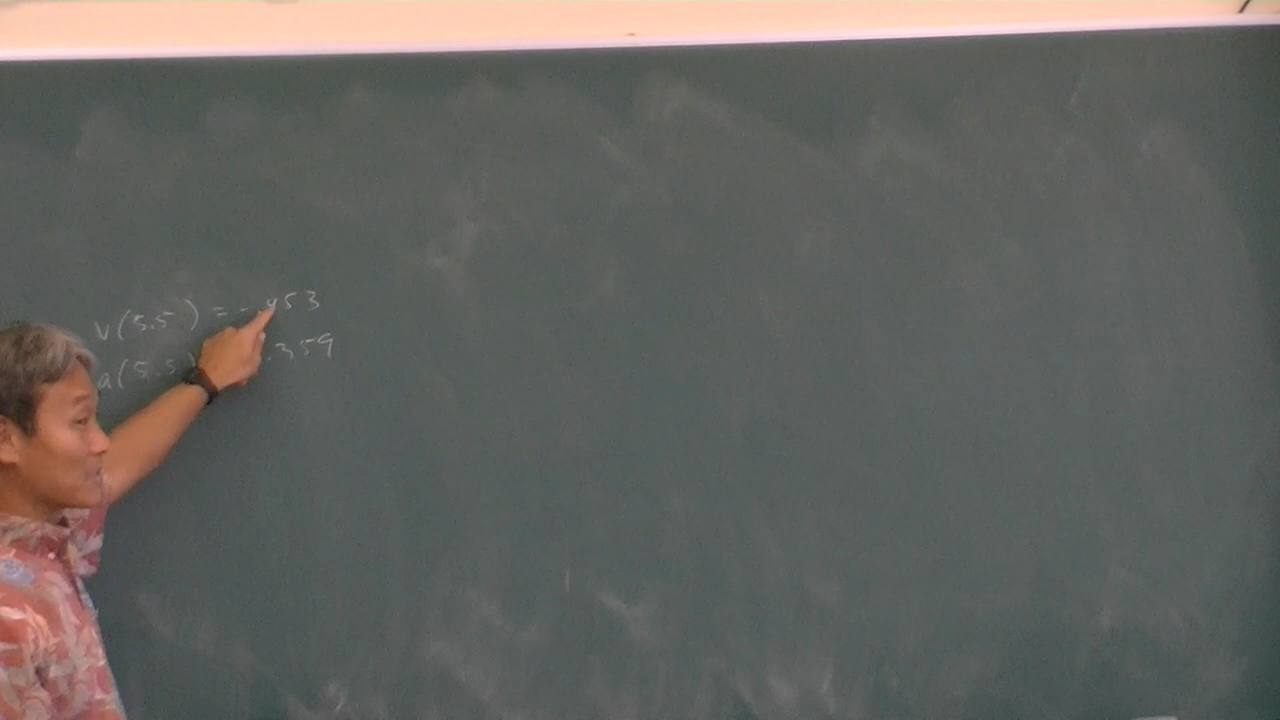 v(5.5) = -.453
a(5.5) .359